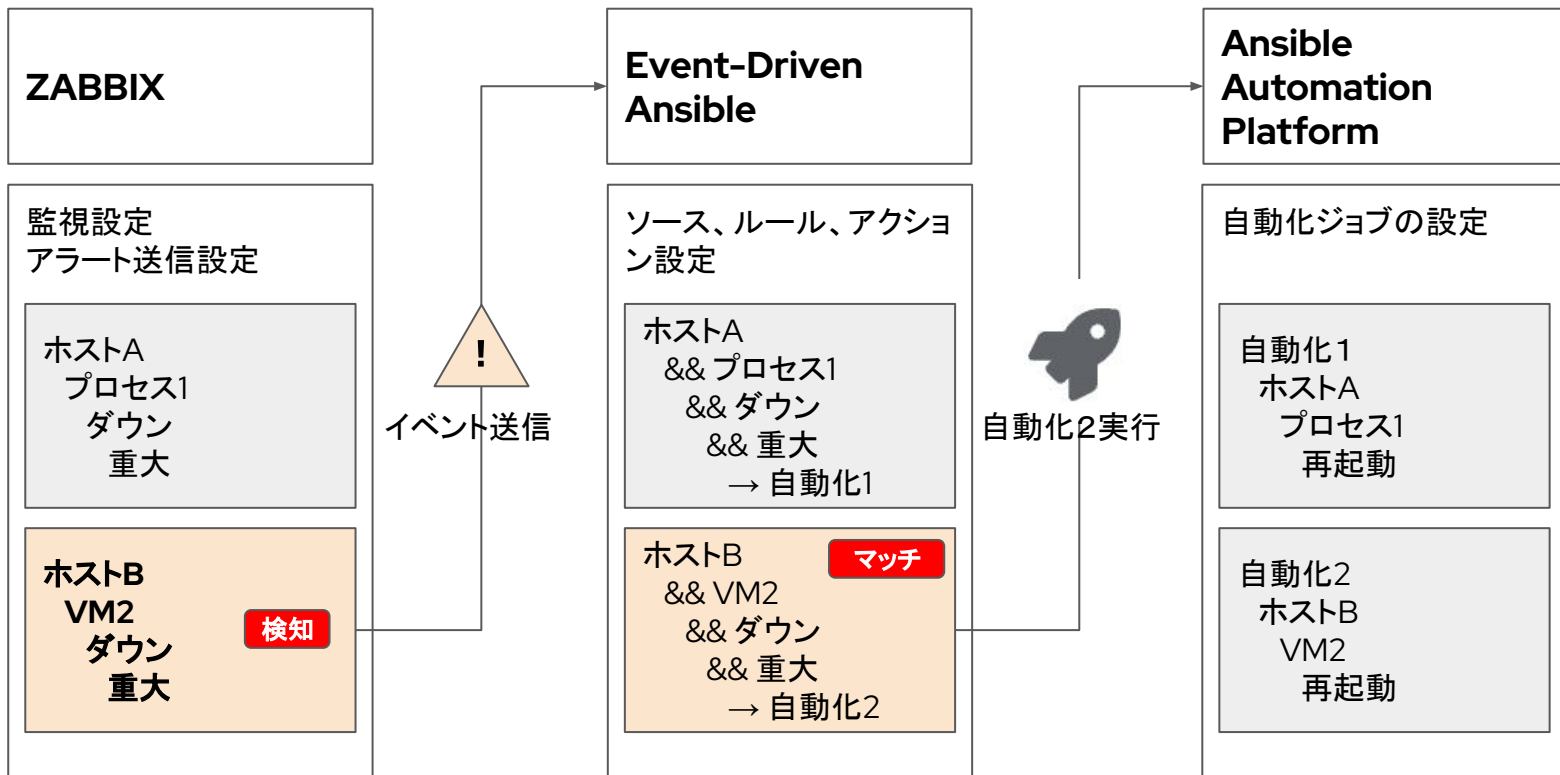 ZABBIX
監視設定
アラート送信設定
ホストA
プロセス1
ダウン
重大
ホストB
VM2
ダウン
重大
検知
!
イベント送信
Event-Driven
Ansible
ソース、ルール、アクショ
ン設定
ホストA
&& プロセス1
&& ダウン
&& 重大
→ 自動化1
ホストB
マッチ
&& VM2
&& ダウン
&& 重大
→ 自動化2
自動化２実行
Ansible
Automation
Platform
自動化ジョブの設定
自動化１
ホストA
プロセス1
再起動
自動化2
ホストB
VM2
再起動